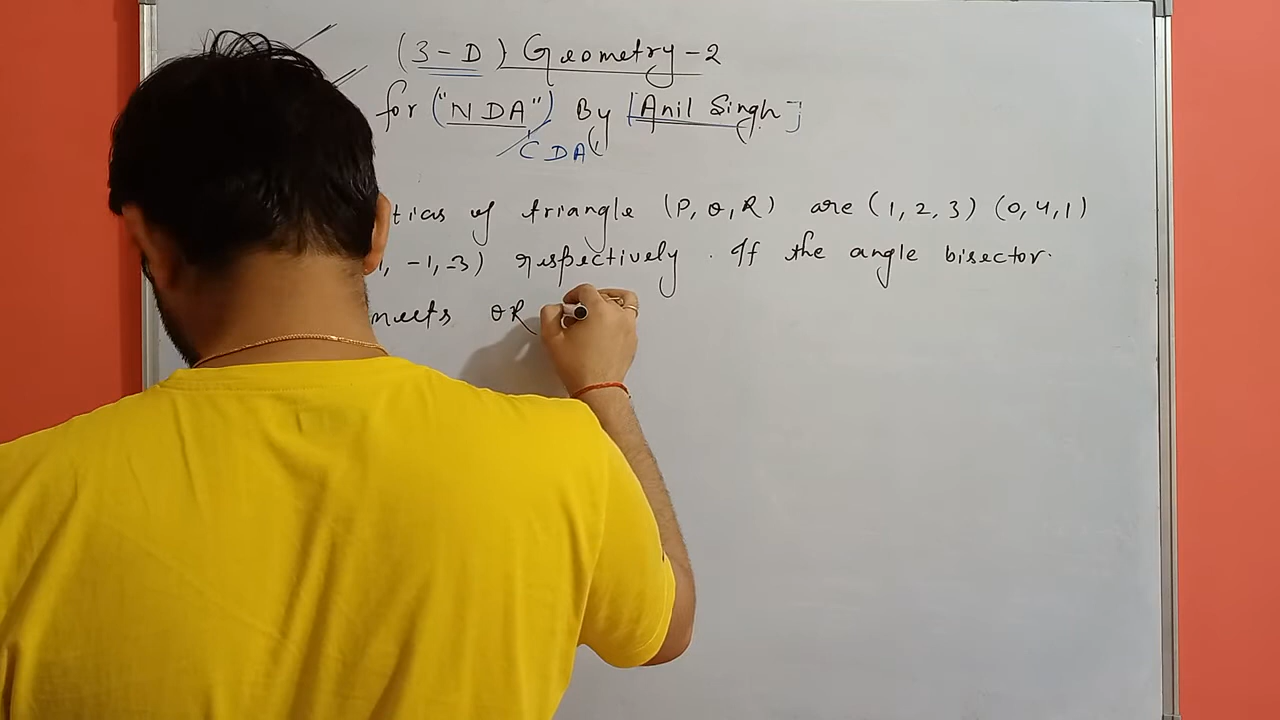 (3-D) Geometry-2
for ("NDA") By [Anil Singh]
CDA
of triangle (P, Q, R) are (1, 2, 3) (0, 4, 1)
, -1, -3) respectively. If the angle bisector.
meets QR